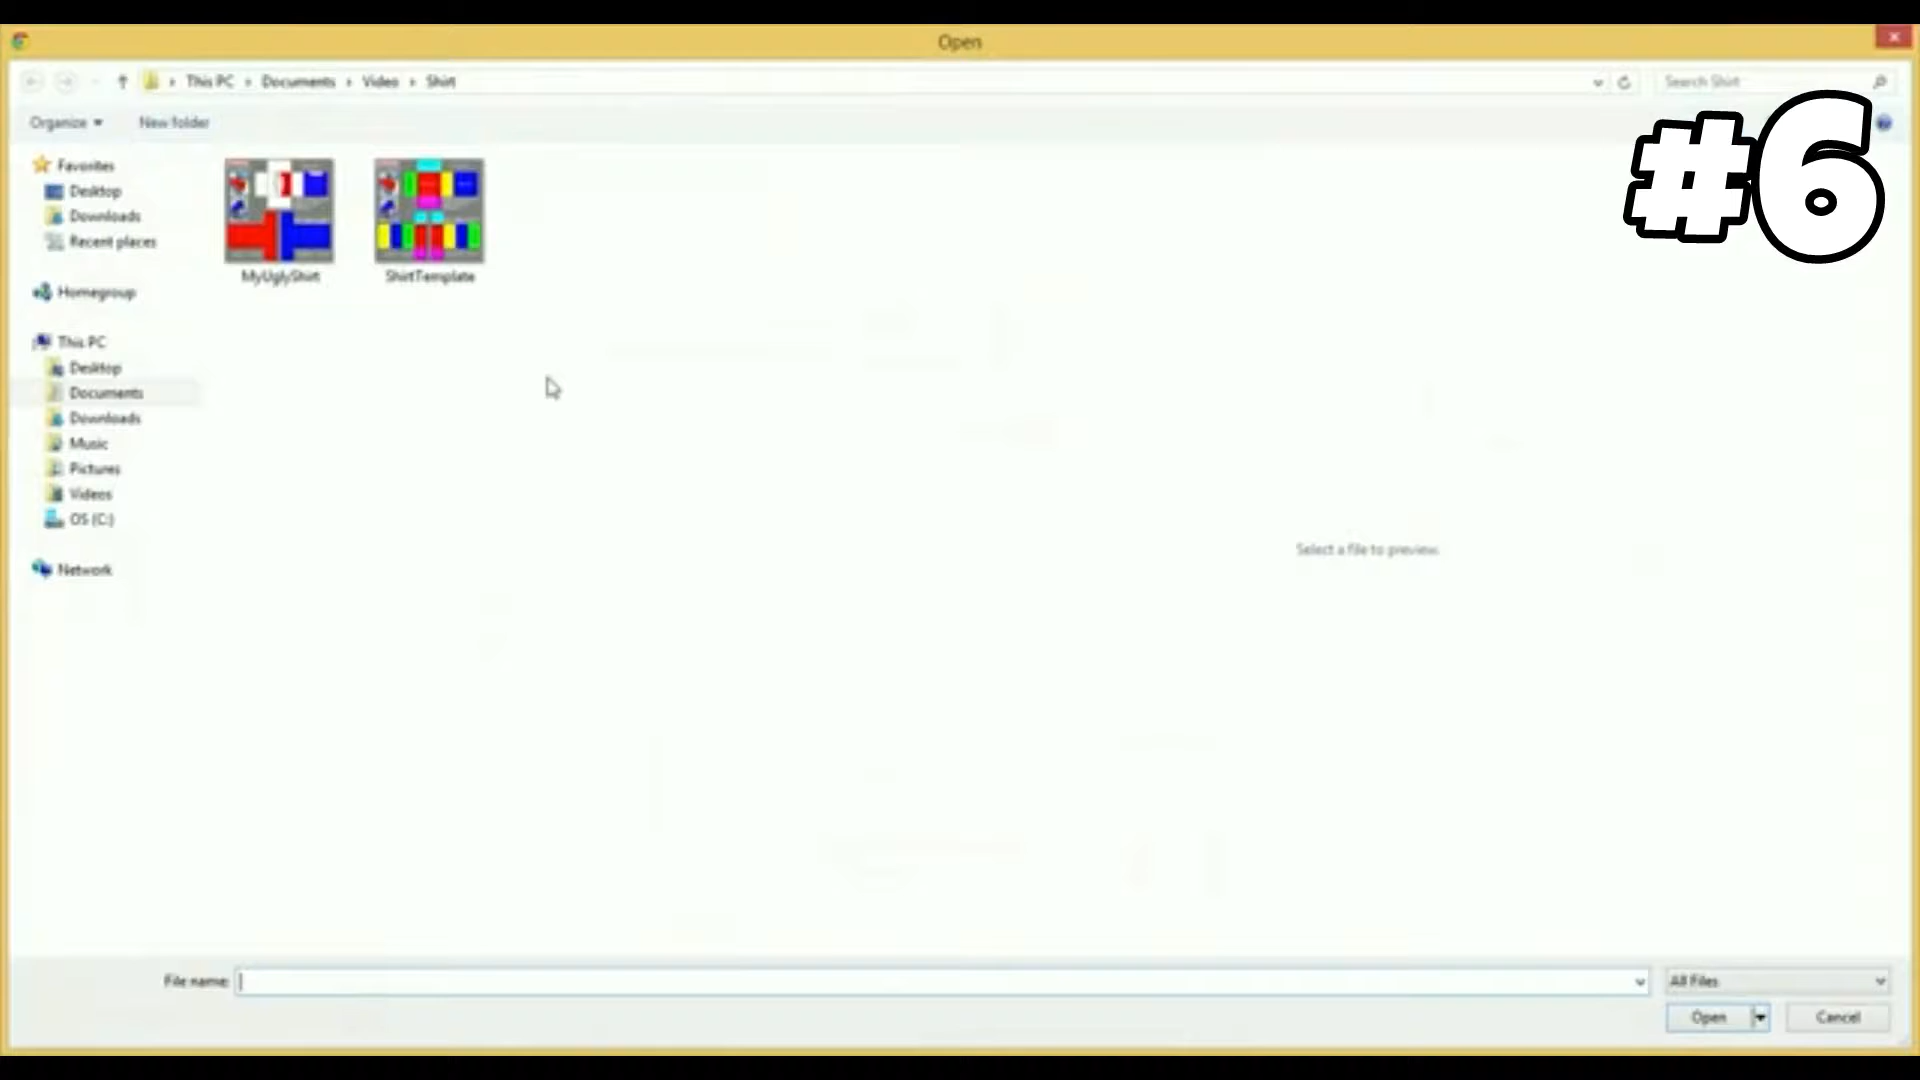 Open
This PC › Documents › Video › Shirt
Search Shirt
Organize
New folder
#6
Favorites
Desktop
Downloads
Recent places
Homegroup
This PC
Desktop
Documents
Downloads
Music
Pictures
Videos
OS (C:)
Network
MyUglyShirt
ShirtTemplate
Select a file to preview.
File name:
All Files
Open
Cancel